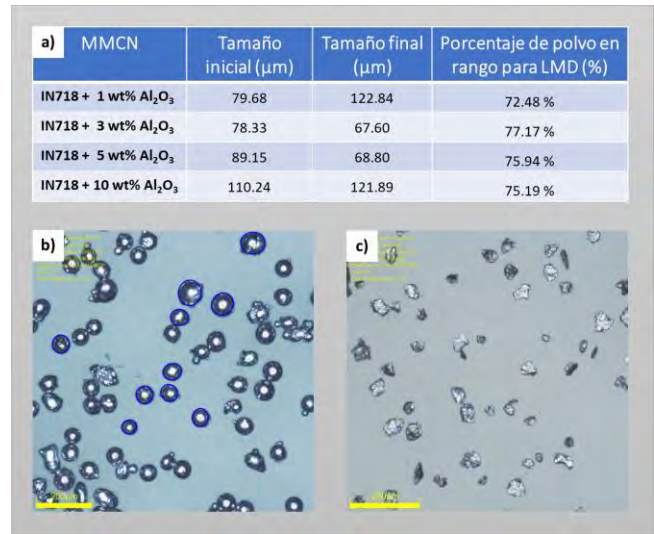 a) MMCN Tamaño inicial (µm) Tamaño final (µm) Porcentaje de polvo en rango para LMD (%)
IN718 + 1 wt% Al₂O₃ 79.68 122.84 72.48 %
IN718 + 3 wt% Al₂O₃ 78.33 67.60 77.17 %
IN718 + 5 wt% Al₂O₃ 89.15 68.80 75.94 %
IN718 + 10 wt% Al₂O₃ 110.24 121.89 75.19 %
b) c)
200µm